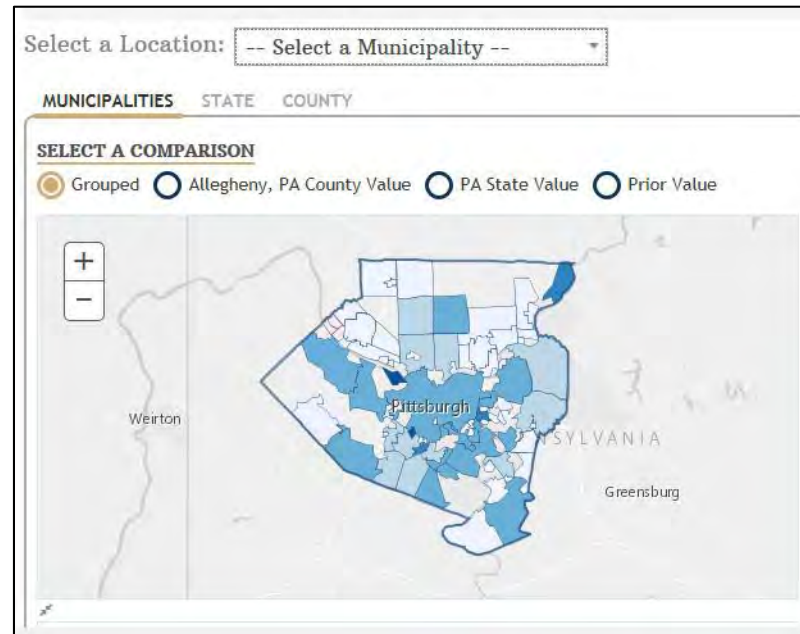 Select a Location: -- Select a Municipality --
MUNICIPALITIES STATE COUNTY
SELECT A COMPARISON
Grouped Allegheny, PA County Value PA State Value Prior Value
+
−
Pittsburgh
Weirton
NSYLVANIA
Greensburg